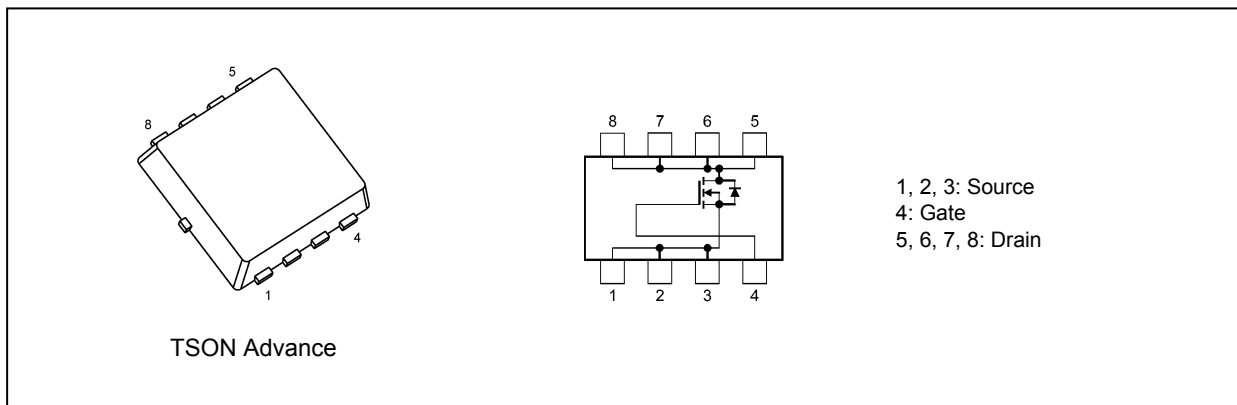 5
8
4
1
TSON Advance
8 7 6 5
1 2 3 4
1, 2, 3: Source
4: Gate
5, 6, 7, 8: Drain